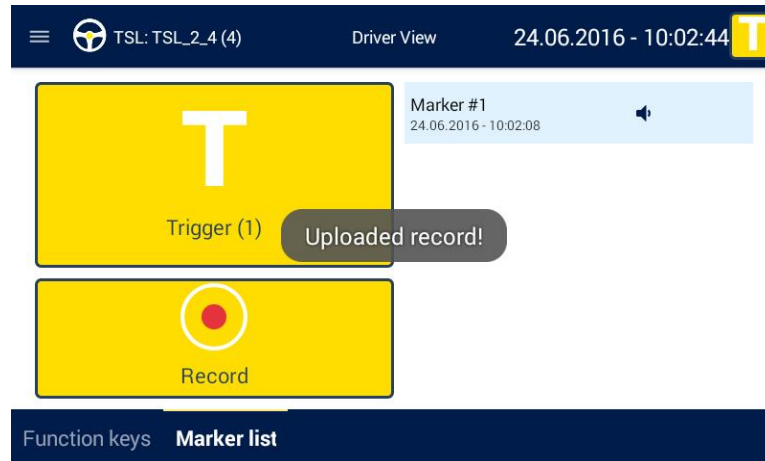 TSL: TSL_2_4 (4) Driver View 24.06.2016 - 10:02:44 T
T
Trigger (1)
Marker #1
24.06.2016 - 10:02:08
Uploaded record!
Record
Function keys Marker list